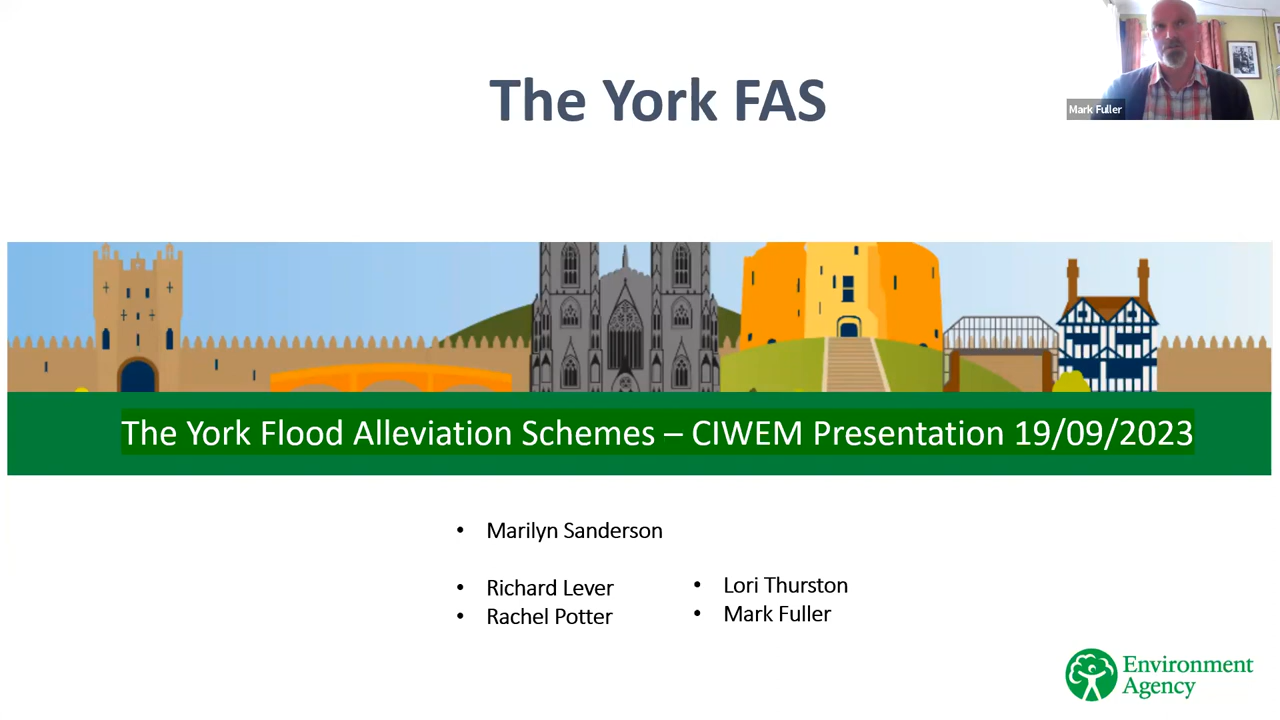 The York FAS
Mark Fuller
The York Flood Alleviation Schemes – CIWEM Presentation 19/09/2023
• Marilyn Sanderson
• Richard Lever
• Rachel Potter
• Lori Thurston
• Mark Fuller
Environment
Agency